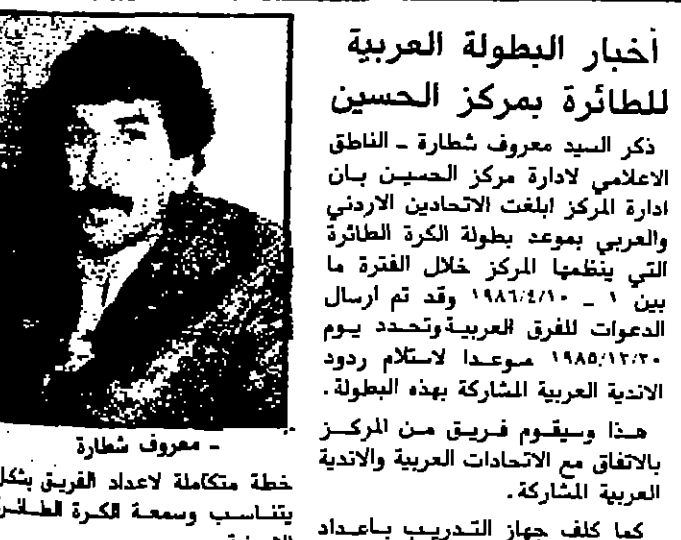 أخبار البطولة العربية
للطائرة بمركز الحسين
ذكر السيد معروف شطارة ـ الناطق
الاعلامي لادارة مركز الحسين بان
ادارة المركز ابلغت الاتحادين الاردني
والعربي بموعد بطولة الكرة الطائرة
التي ينظمها المركز خلال الفترة ما
بين ١ ـ ١٩٨٦/٤/١٠ وقد تم ارسال
الدعوات للفرق العربية وتحدد يوم
١٩٨٥/١٢/٣٠ موعدا لاستلام ردود
الاندية العربية المشاركة بهذه البطولة.
هذا وسيقوم فريق من المركز
بالاتفاق مع الاتحادات العربية والاندية
العربية المشاركة.
كما كلف جهاز التدريب باعداد
ـ معروف شطارة
خطة متكاملة لاعداد الفريق بشكل
يتناسب وسمعة الكرة الطائرة